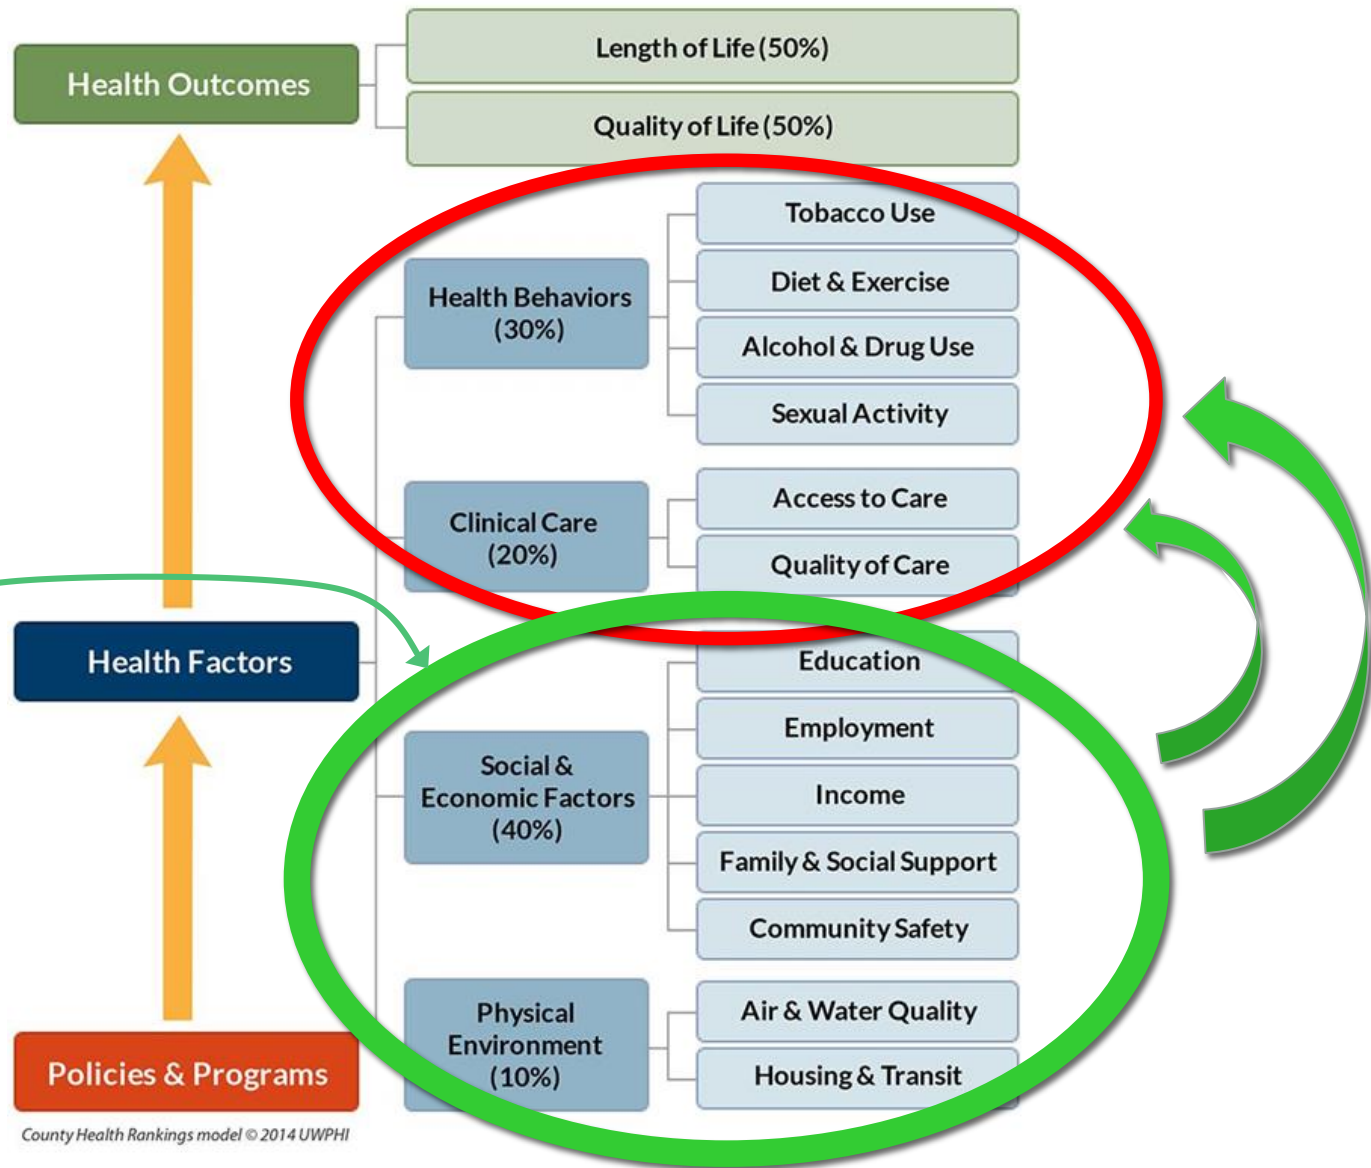 Health Outcomes
Length of Life (50%)
Quality of Life (50%)
Health Factors
Health Behaviors
(30%)
Tobacco Use
Diet & Exercise
Alcohol & Drug Use
Sexual Activity
Clinical Care
(20%)
Access to Care
Quality of Care
Social &
Economic Factors
(40%)
Education
Employment
Income
Family & Social Support
Community Safety
Physical
Environment
(10%)
Air & Water Quality
Housing & Transit
Policies & Programs
County Health Rankings model © 2014 UWPHI